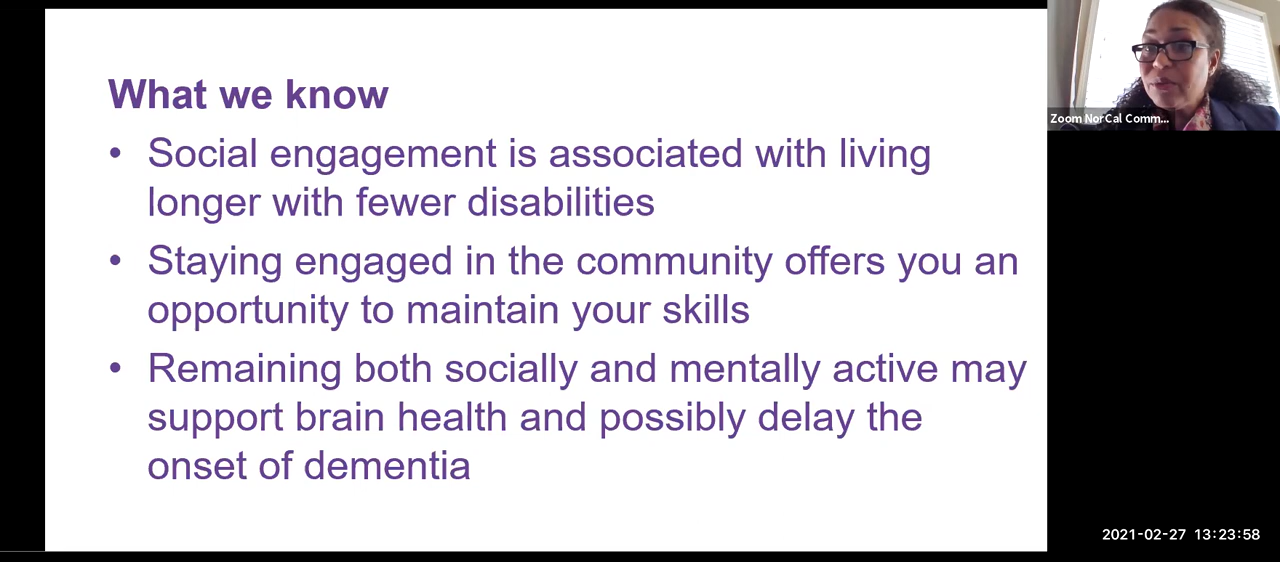 What we know
• Social engagement is associated with living
longer with fewer disabilities
• Staying engaged in the community offers you an
opportunity to maintain your skills
• Remaining both socially and mentally active may
support brain health and possibly delay the
onset of dementia
Zoom NorCal Comm...
2021-02-27 13:23:58